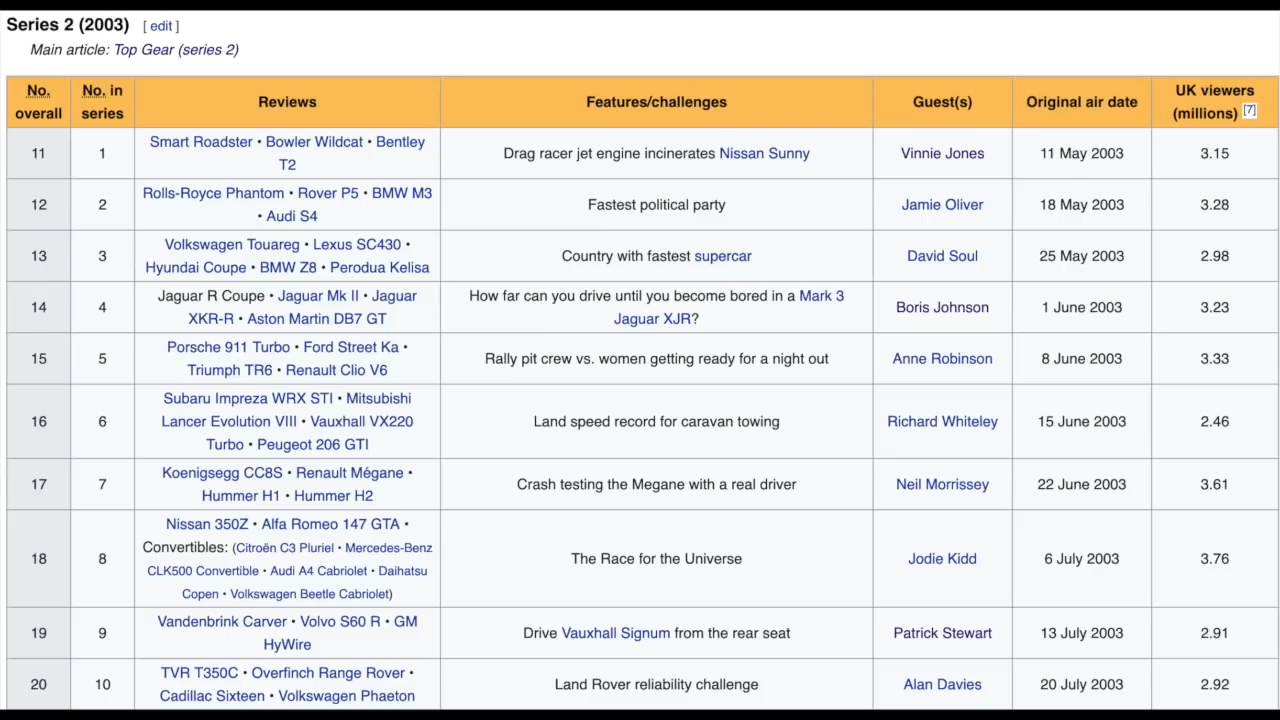 Series 2 (2003) [ edit ]
Main article: Top Gear (series 2)
No. overall No. in series Reviews Features/challenges Guest(s) Original air date UK viewers (millions) [7]
11 1 Smart Roadster • Bowler Wildcat • Bentley T2 Drag racer jet engine incinerates Nissan Sunny Vinnie Jones 11 May 2003 3.15
12 2 Rolls-Royce Phantom • Rover P5 • BMW M3 • Audi S4 Fastest political party Jamie Oliver 18 May 2003 3.28
13 3 Volkswagen Touareg • Lexus SC430 • Hyundai Coupe • BMW Z8 • Perodua Kelisa Country with fastest supercar David Soul 25 May 2003 2.98
14 4 Jaguar R Coupe • Jaguar Mk II • Jaguar XKR-R • Aston Martin DB7 GT How far can you drive until you become bored in a Mark 3 Jaguar XJR? Boris Johnson 1 June 2003 3.23
15 5 Porsche 911 Turbo • Ford Street Ka • Triumph TR6 • Renault Clio V6 Rally pit crew vs. women getting ready for a night out Anne Robinson 8 June 2003 3.33
16 6 Subaru Impreza WRX STI • Mitsubishi Lancer Evolution VIII • Vauxhall VX220 Turbo • Peugeot 206 GTI Land speed record for caravan towing Richard Whiteley 15 June 2003 2.46
17 7 Koenigsegg CC8S • Renault Mégane • Hummer H1 • Hummer H2 Crash testing the Megane with a real driver Neil Morrissey 22 June 2003 3.61
18 8 Nissan 350Z • Alfa Romeo 147 GTA • Convertibles: (Citroën C3 Pluriel • Mercedes-Benz CLK500 Convertible • Audi A4 Cabriolet • Daihatsu Copen • Volkswagen Beetle Cabriolet) The Race for the Universe Jodie Kidd 6 July 2003 3.76
19 9 Vandenbrink Carver • Volvo S60 R • GM HyWire Drive Vauxhall Signum from the rear seat Patrick Stewart 13 July 2003 2.91
20 10 TVR T350C • Overfinch Range Rover • Cadillac Sixteen • Volkswagen Phaeton Land Rover reliability challenge Alan Davies 20 July 2003 2.92